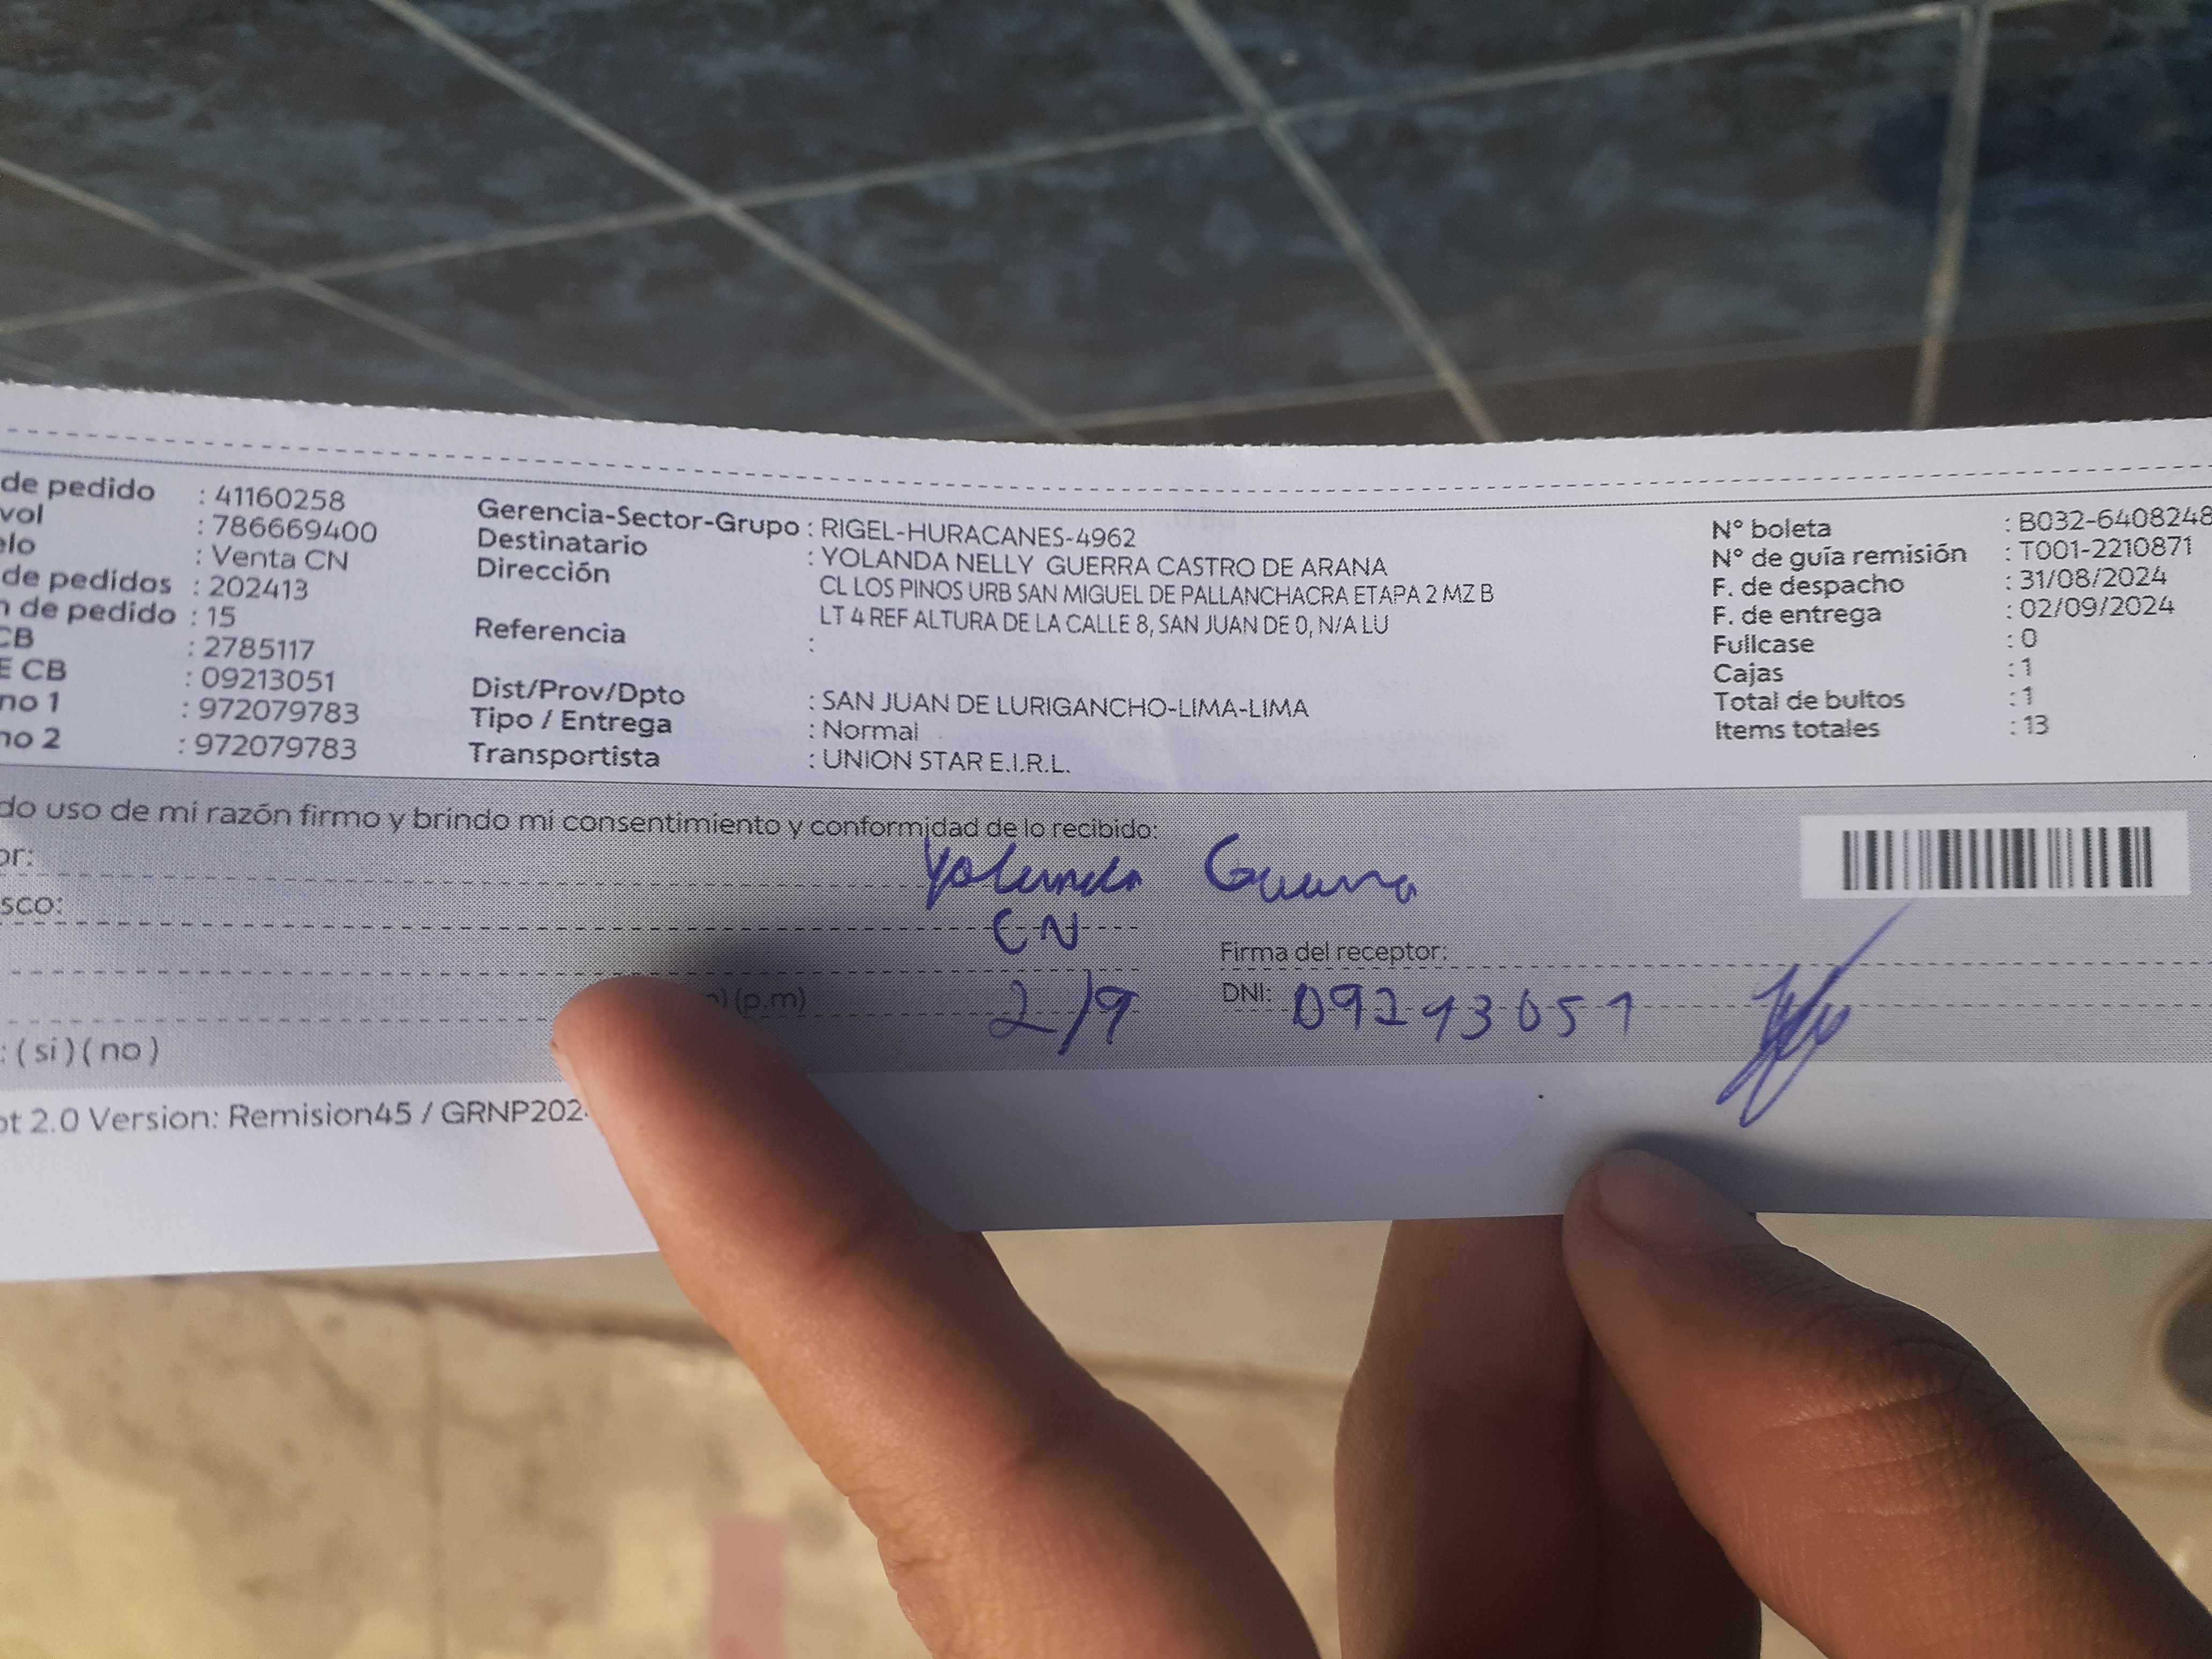 de pedido : 41160258
vol : 786669400
elo : Venta CN
de pedidos : 202413
n de pedido : 15
CB : 2785117
E CB : 09213051
no 1 : 972079783
no 2 : 972079783
Gerencia-Sector-Grupo : RIGEL-HURACANES-4962
Destinatario : YOLANDA NELLY GUERRA CASTRO DE ARANA
Dirección CL LOS PINOS URB SAN MIGUEL DE PALLANCHACRA ETAPA 2 MZ B
LT 4 REF ALTURA DE LA CALLE 8, SAN JUAN DE 0, N/A LU
Referencia :
Dist/Prov/Dpto : SAN JUAN DE LURIGANCHO-LIMA-LIMA
Tipo / Entrega : Normal
Transportista : UNION STAR E.I.R.L.
N° boleta : B032-6408248
N° de guía remisión : T001-2210871
F. de despacho : 31/08/2024
F. de entrega : 02/09/2024
Fullcase : 0
Cajas : 1
Total de bultos : 1
Items totales : 13
do uso de mi razón firmo y brindo mi consentimiento y conformidad de lo recibido:
or: Yolanda Guerra
sco: CN
Firma del receptor:
(p.m) 2/9
DNI: 09213051
: ( si ) ( no )
ot 2.0 Version: Remision45 / GRNP202